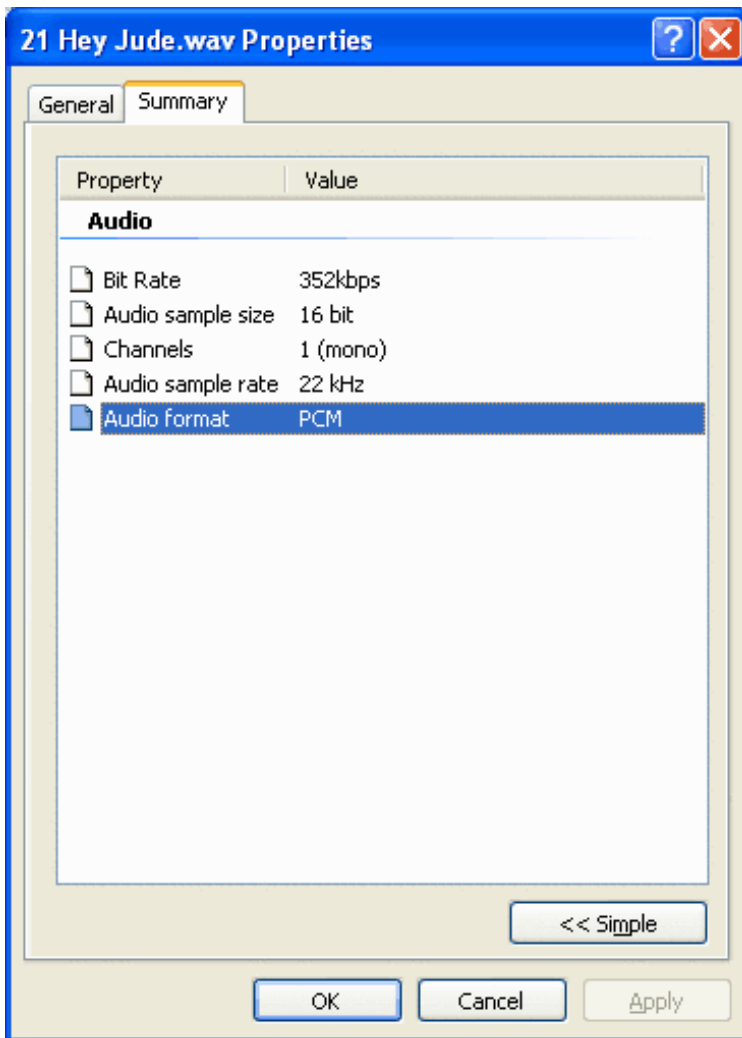 21 Hey Jude.wav Properties
General Summary
Property Value
Audio
Bit Rate 352kbps
Audio sample size 16 bit
Channels 1 (mono)
Audio sample rate 22 kHz
Audio format PCM
<< Simple
OK Cancel Apply